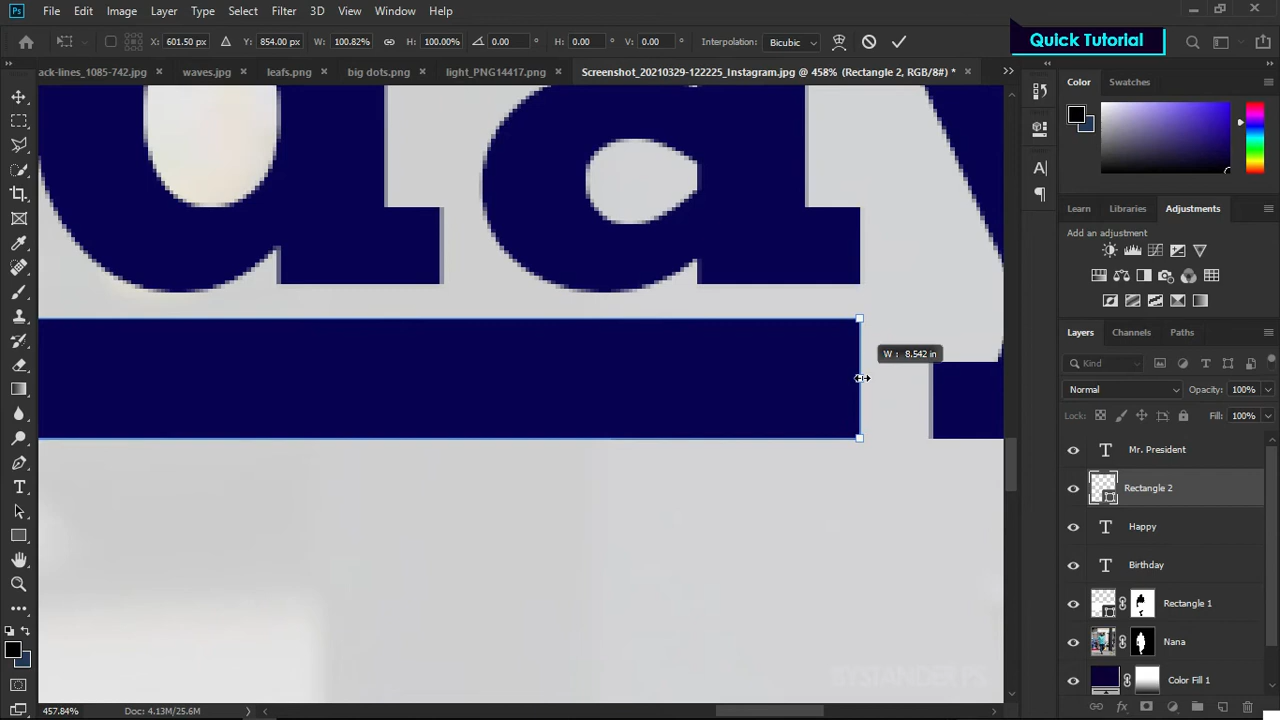 Ps File Edit Image Layer Type Select Filter 3D View Window Help
Quick Tutorial
X: 601.50 px Y: 854.00 px W: 100.82% H: 100.00% 0.00 ° H: 0.00 ° V: 0.00 ° Interpolation: Bicubic
ack-lines_1085-742.jpg × waves.jpg × leafs.png × big dots.png × light_PNG14417.png × Screenshot_20210329-122225_Instagram.jpg @ 458% (Rectangle 2, RGB/8#) * ×
Color Swatches
Learn Libraries Adjustments
Add an adjustment
Layers Channels Paths
W : 8.542 in
Kind
Normal Opacity: 100%
Lock: Fill: 100%
Mr. President
Rectangle 2
Happy
Birthday
Rectangle 1
Nana
Color Fill 1
BYSTANDER PS
457.84% Doc: 4.13M/25.6M